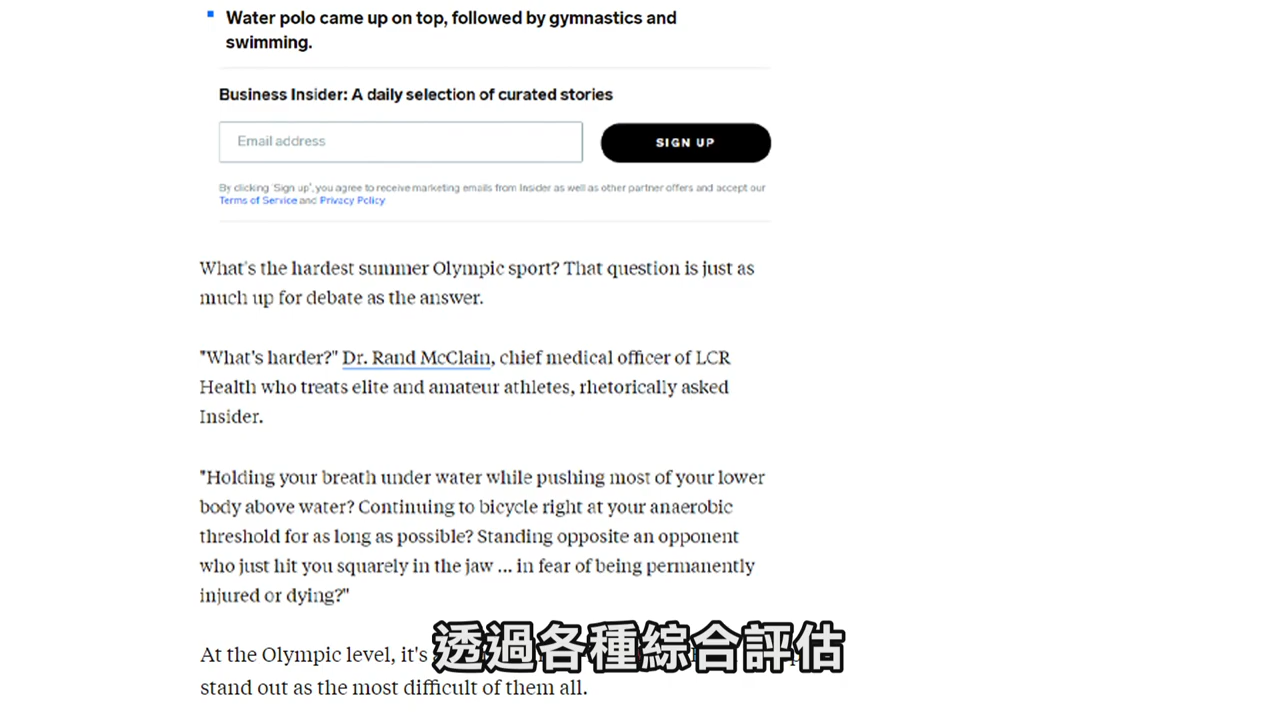 Water polo came up on top, followed by gymnastics and
swimming.
Business Insider: A daily selection of curated stories
Email address
SIGN UP
By clicking 'Sign up', you agree to receive marketing emails from Insider as well as other partner offers and accept our
Terms of Service and Privacy Policy
What's the hardest summer Olympic sport? That question is just as
much up for debate as the answer.
"What's harder?" Dr. Rand McClain, chief medical officer of LCR
Health who treats elite and amateur athletes, rhetorically asked
Insider.
"Holding your breath under water while pushing most of your lower
body above water? Continuing to bicycle right at your anaerobic
threshold for as long as possible? Standing opposite an opponent
who just hit you squarely in the jaw ... in fear of being permanently
injured or dying?"
At the Olympic level, it's
透過各種綜合評估
stand out as the most difficult of them all.